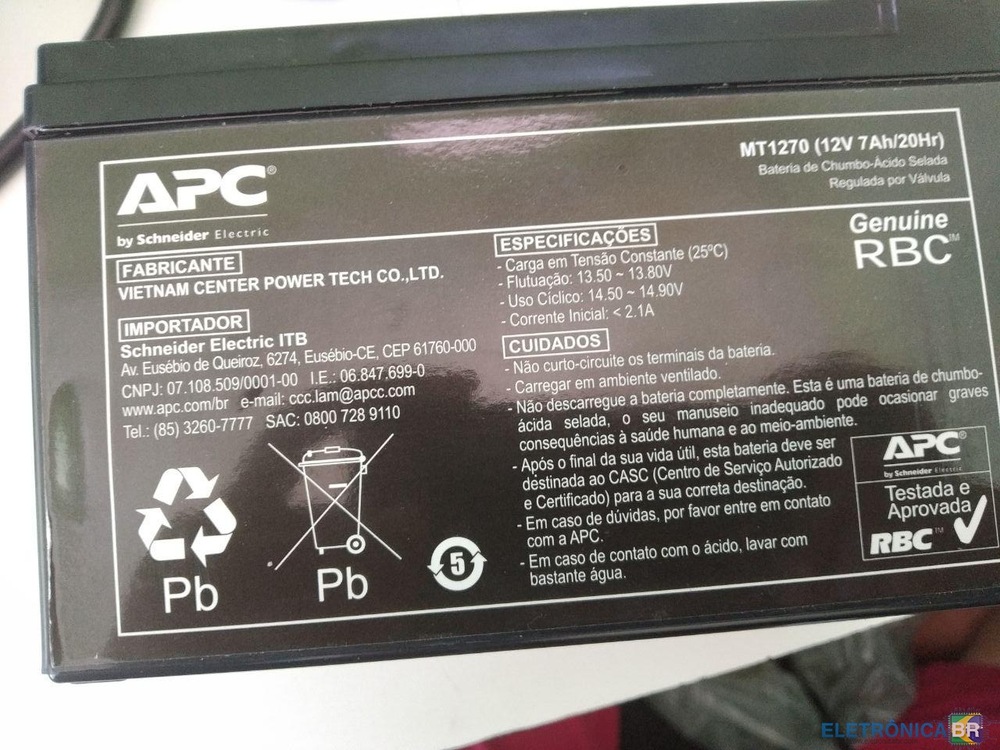 APC®
by Schneider Electric
MT1270 (12V 7Ah/20Hr)
Bateria de Chumbo-Ácido Selada
Regulada por Válvula
Genuine
RBC™
FABRICANTE
VIETNAM CENTER POWER TECH CO.,LTD.
IMPORTADOR
Schneider Electric ITB
Av. Eusébio de Queiroz, 6274, Eusébio-CE, CEP 61760-000
CNPJ: 07.108.509/0001-00 I.E.: 06.847.699-0
www.apc.com/br e-mail: ccc.lam@apcc.com
Tel.: (85) 3260-7777 SAC: 0800 728 9110
Pb
Pb
5
ESPECIFICAÇÕES
- Carga em Tensão Constante (25ºC)
- Flutuação: 13.50 ~ 13.80V
- Uso Cíclico: 14.50 ~ 14.90V
- Corrente Inicial: < 2.1A
CUIDADOS
- Não curto-circuite os terminais da bateria.
- Carregar em ambiente ventilado.
- Não descarregue a bateria completamente. Esta é uma bateria de chumbo-
ácida selada, o seu manuseio inadequado pode ocasionar graves
consequências à saúde humana e ao meio-ambiente.
- Após o final da sua vida útil, esta bateria deve ser
destinada ao CASC (Centro de Serviço Autorizado
e Certificado) para a sua correta destinação.
- Em caso de dúvidas, por favor entre em contato
com a APC.
- Em caso de contato com o ácido, lavar com
bastante água.
APC®
by Schneider Electric
Testada e
Aprovada
RBC™
ELETRÔNICA BR